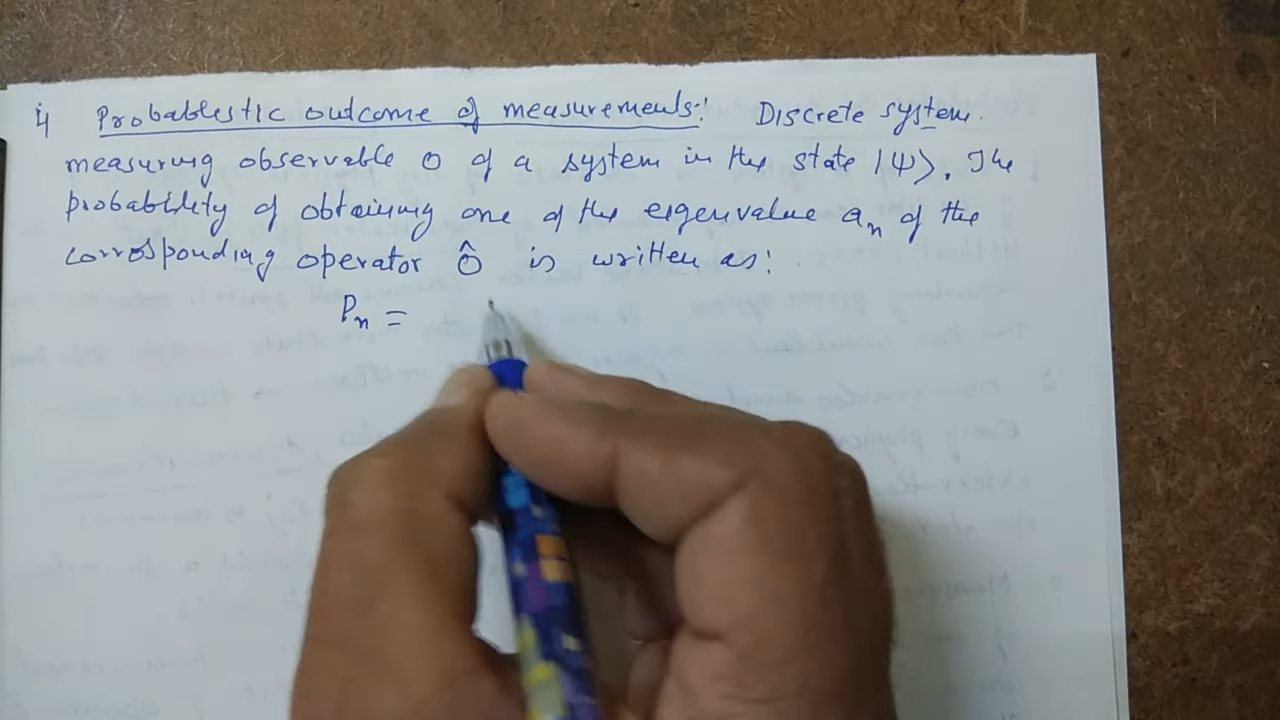 4 Probablestic outcome of measurements:! Discrete system.
measuring observable O of a system in the state |Ψ⟩. The
probability of obtaining one of the eigenvalue aₙ of the
corrosponding operator Ô is written as:
Pₙ =